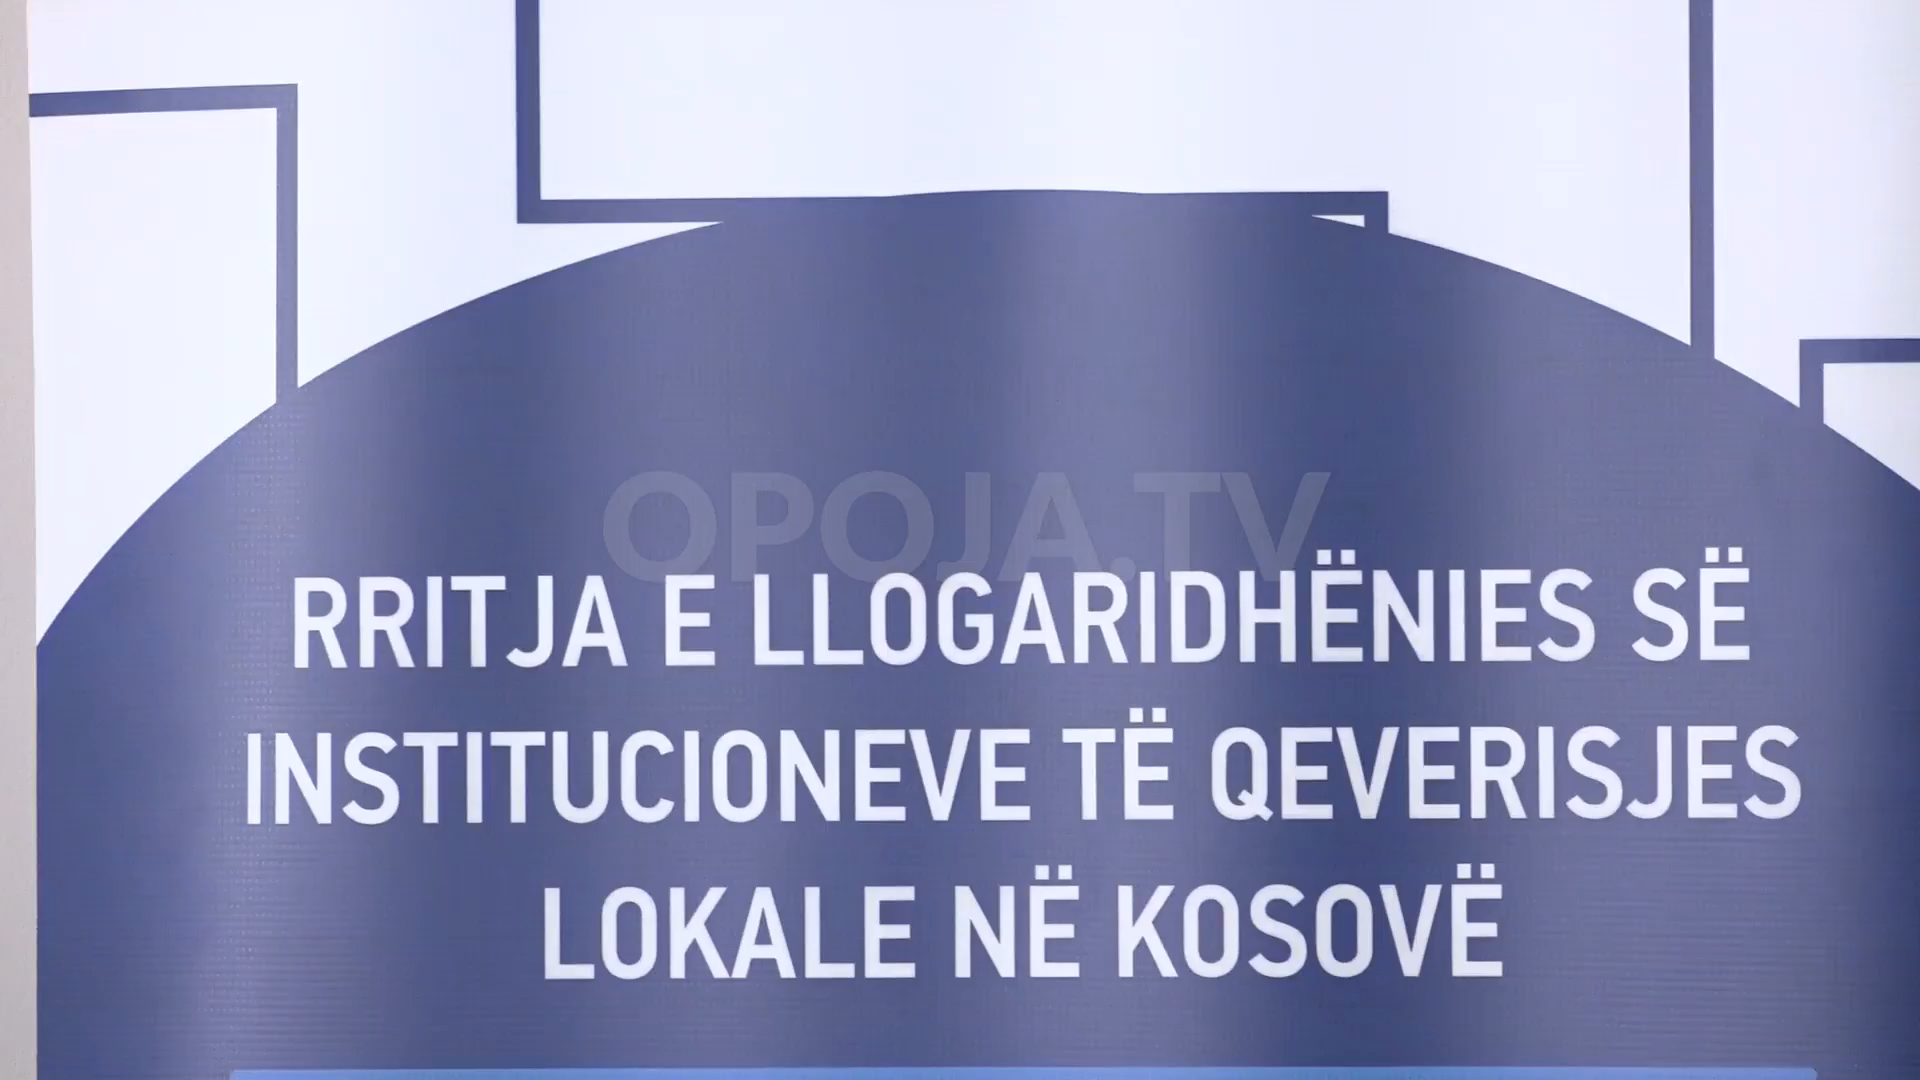 OPOJA.TV
RRITJA E LLOGARIDHËNIES SË
INSTITUCIONEVE TË QEVERISJES
LOKALE NË KOSOVË